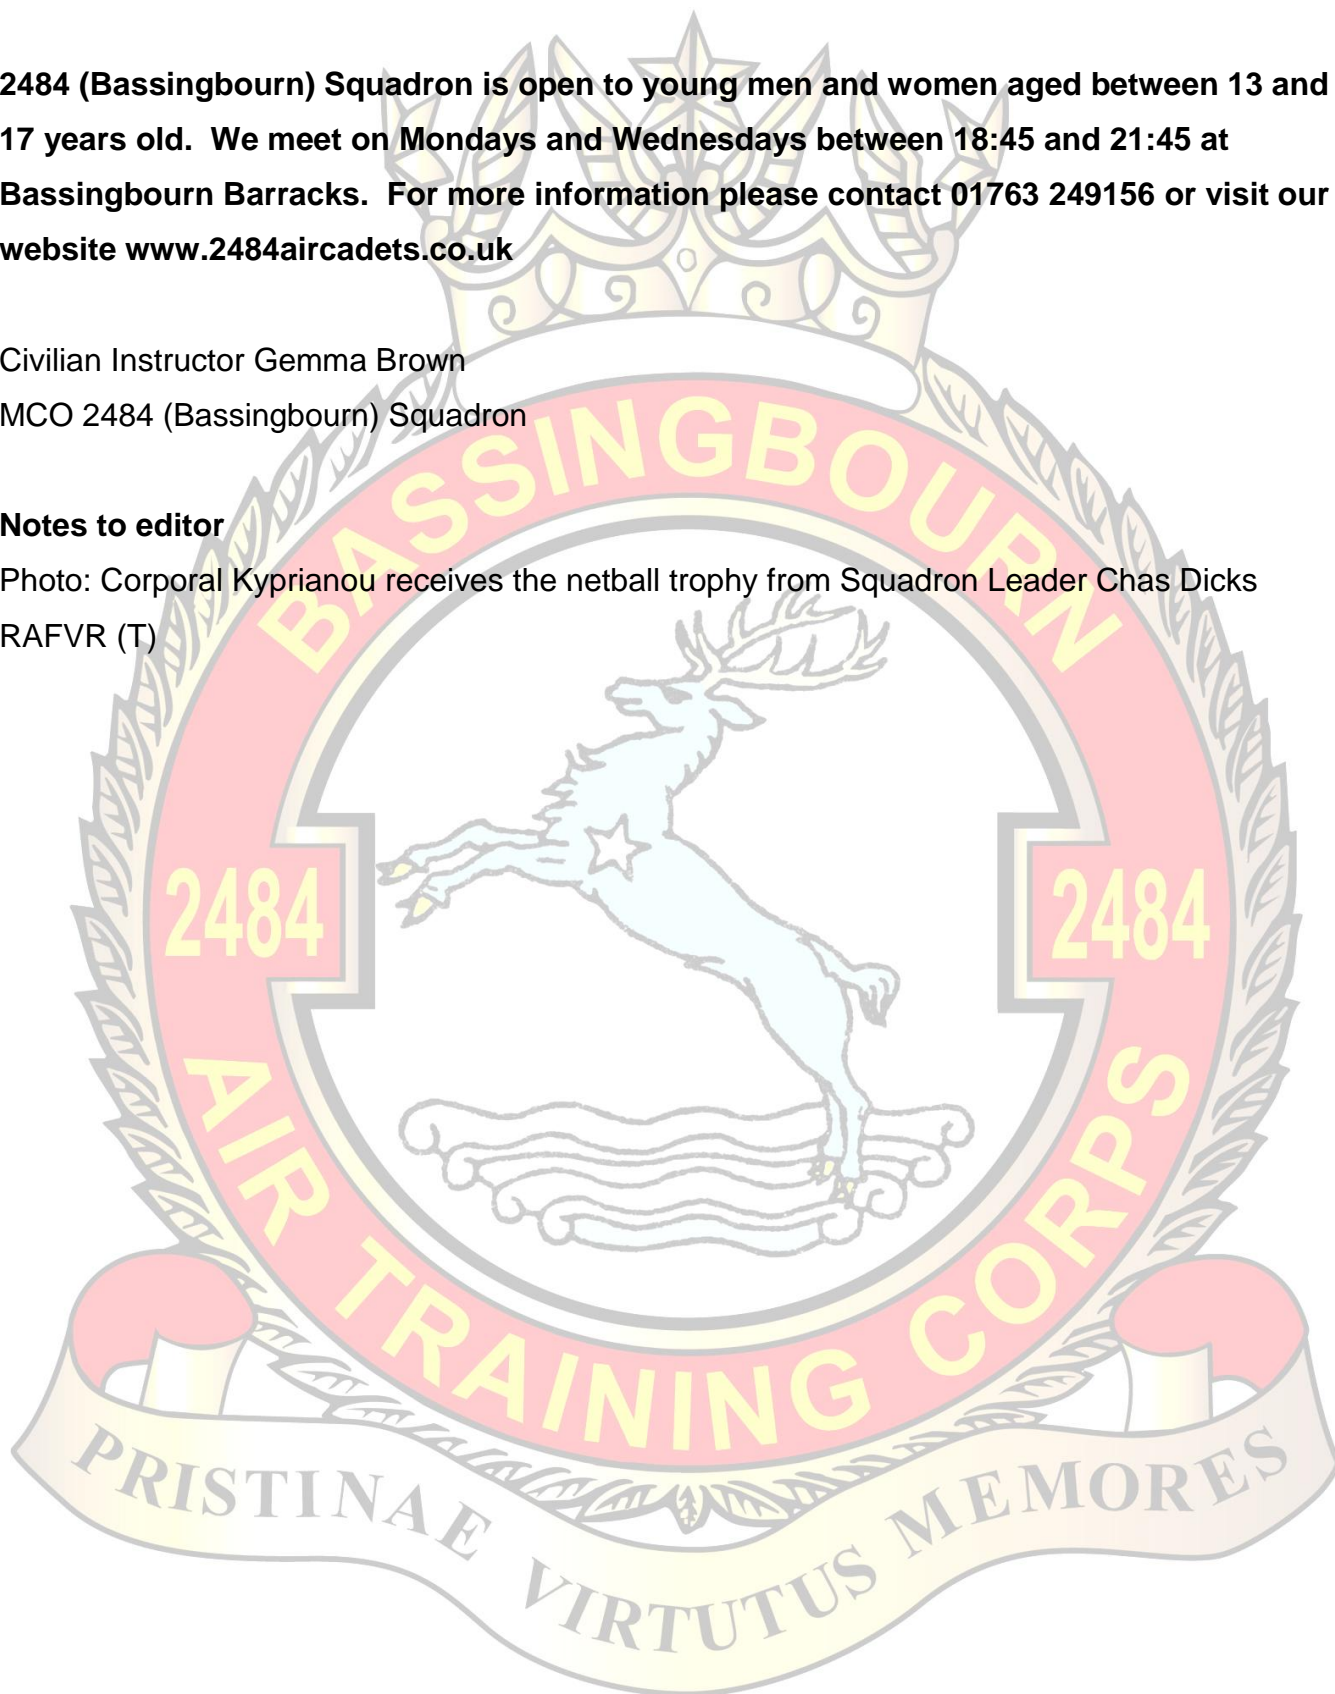 2484 (Bassingbourn) Squadron is open to young men and women aged between 13 and
17 years old.  We meet on Mondays and Wednesdays between 18:45 and 21:45 at
Bassingbourn Barracks.  For more information please contact 01763 249156 or visit our
website www.2484aircadets.co.uk
Civilian Instructor Gemma Brown
MCO 2484 (Bassingbourn) Squadron
Notes to editor
Photo: Corporal Kyprianou receives the netball trophy from Squadron Leader Chas Dicks
RAFVR (T)
BASSINGBOURN
2484
2484
AIR TRAINING CORPS
PRISTINAE VIRTUTUS MEMORES